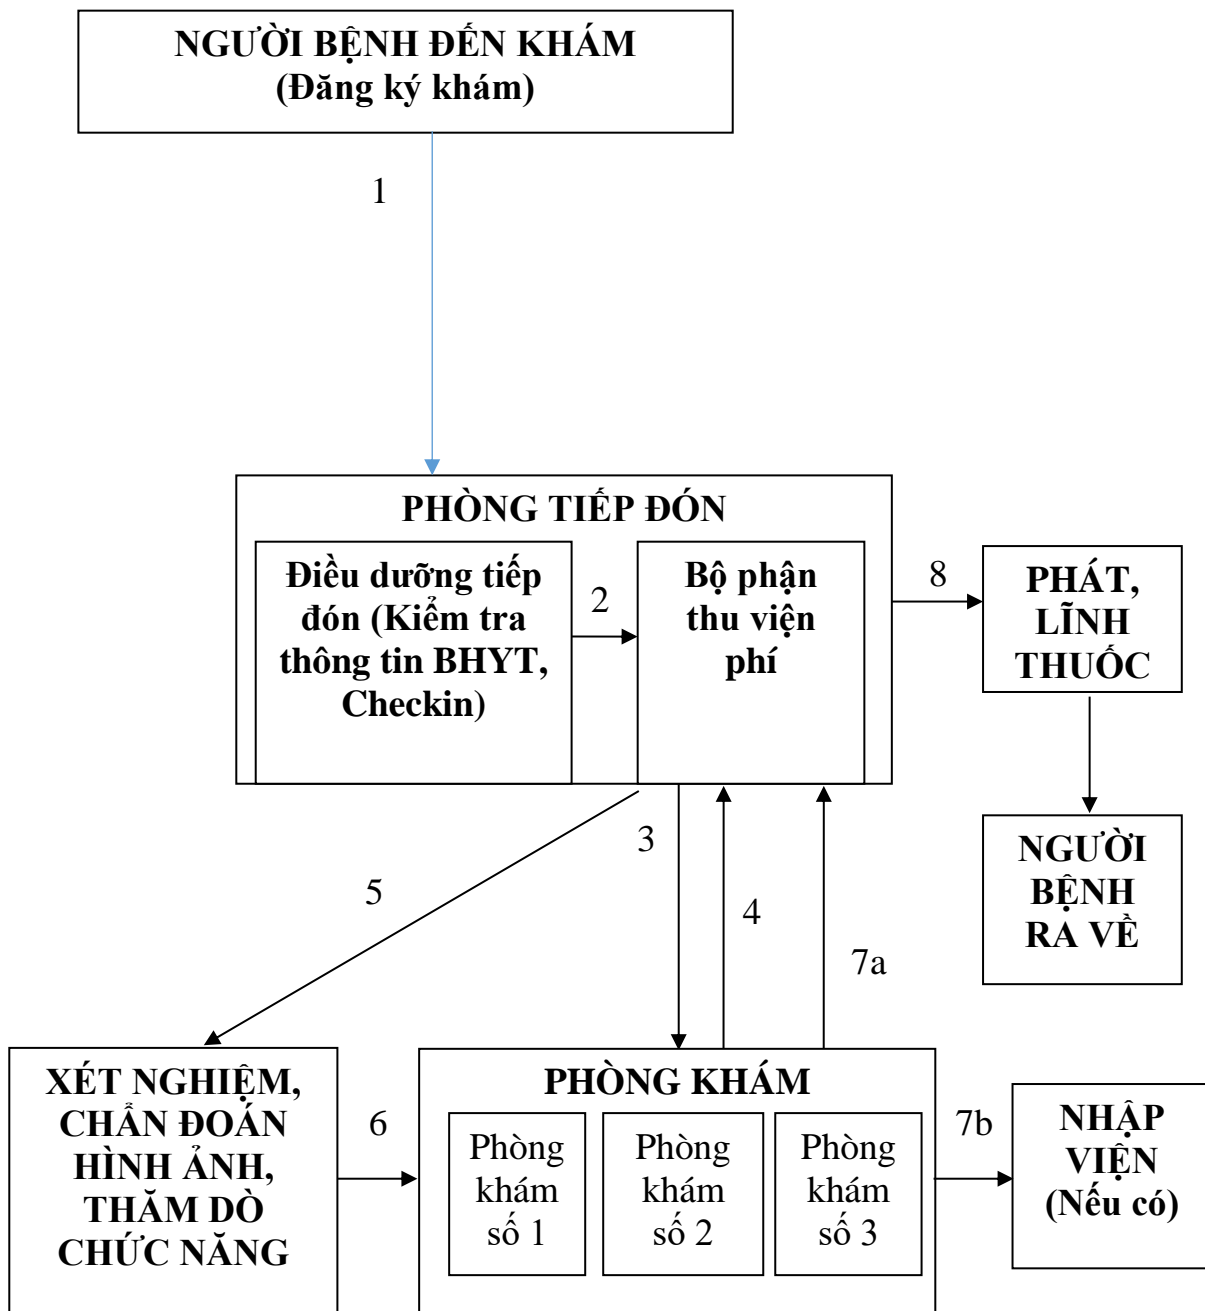 NGƯỜI BỆNH ĐẾN KHÁM
(Đăng ký khám)
1
PHÒNG TIẾP ĐÓN
Điều dưỡng tiếp
đón (Kiểm tra
thông tin BHYT,
Checkin)
2
Bộ phận
thu viện
phí
8
PHÁT,
LĨNH
THUỐC
NGƯỜI
BỆNH
RA VỀ
3
4
5
7a
XÉT NGHIỆM,
CHẨN ĐOÁN
HÌNH ẢNH,
THĂM DÒ
CHỨC NĂNG
6
PHÒNG KHÁM
Phòng
khám
số 1
Phòng
khám
số 2
Phòng
khám
số 3
7b
NHẬP
VIỆN
(Nếu có)